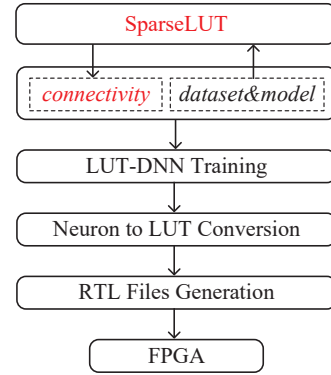 SparseLUT
connectivity dataset&model
LUT-DNN Training
Neuron to LUT Conversion
RTL Files Generation
FPGA